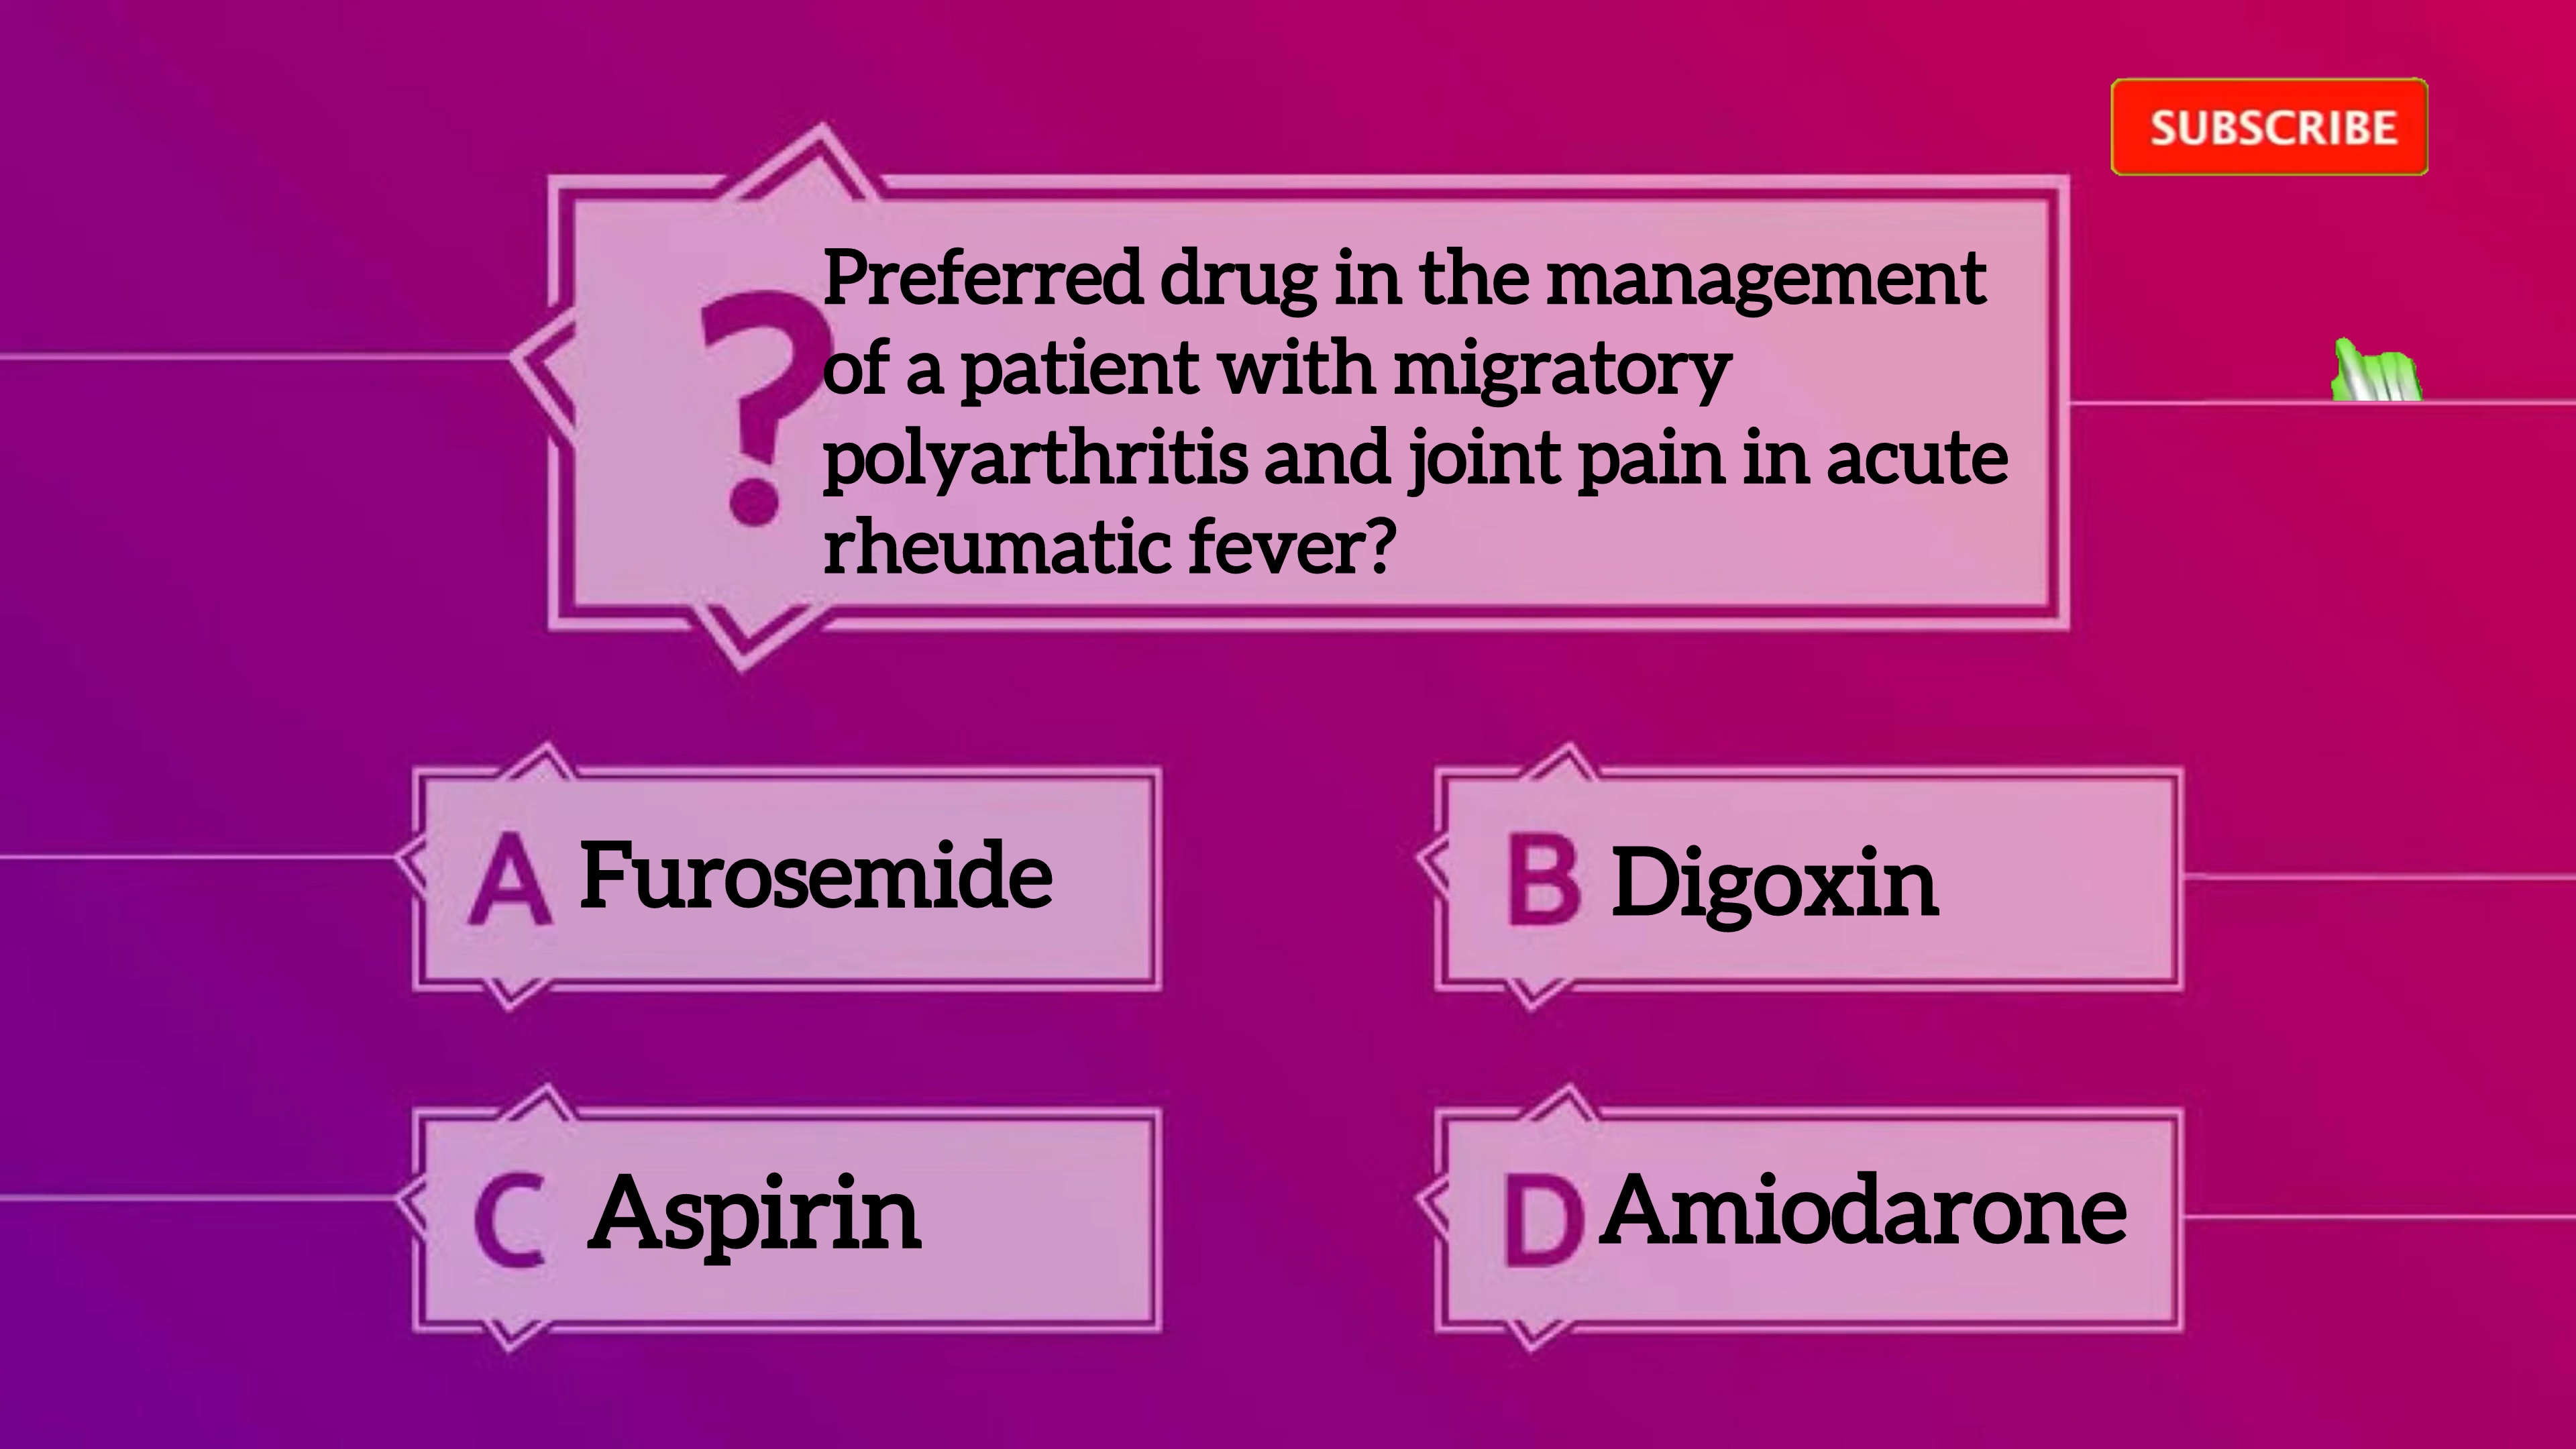 SUBSCRIBE
?
Preferred drug in the management
of a patient with migratory
polyarthritis and joint pain in acute
rheumatic fever?
A Furosemide
B Digoxin
C Aspirin
D Amiodarone